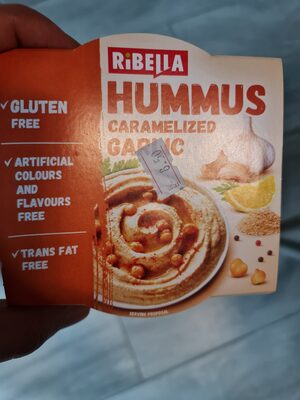 RiBELLA
HUMMUS
CARAMELIZED
GARLIC
✓GLUTEN
FREE
✓ARTIFICIAL
COLOURS
AND
FLAVOURS
FREE
✓TRANS FAT
FREE
SERVING PROPOSAL